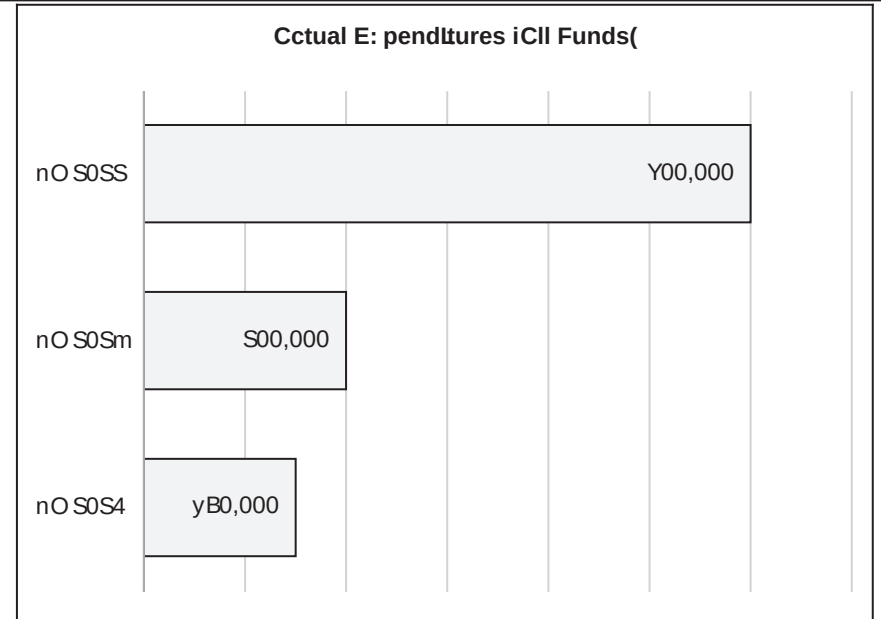 Cctual E: pendLtures iCll Funds(
nO S0SS
Y00,000
nO S0Sm
S00,000
nO S0S4
yB0,000